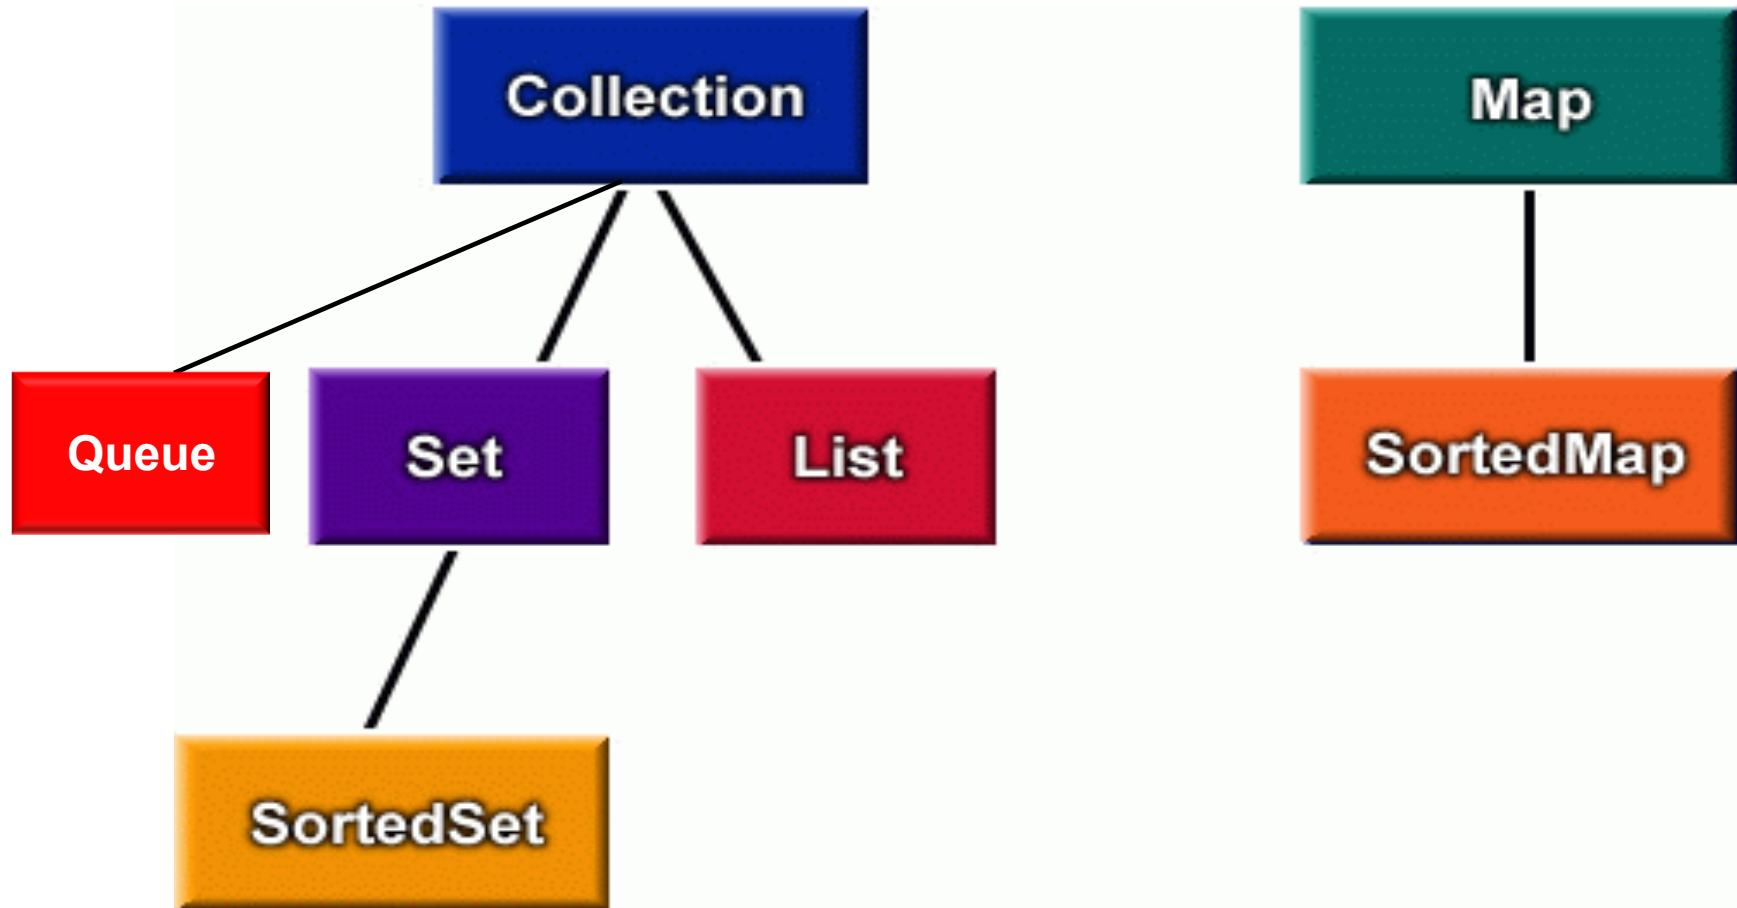 Collection
Map
Queue
Set
List
SortedMap
SortedSet